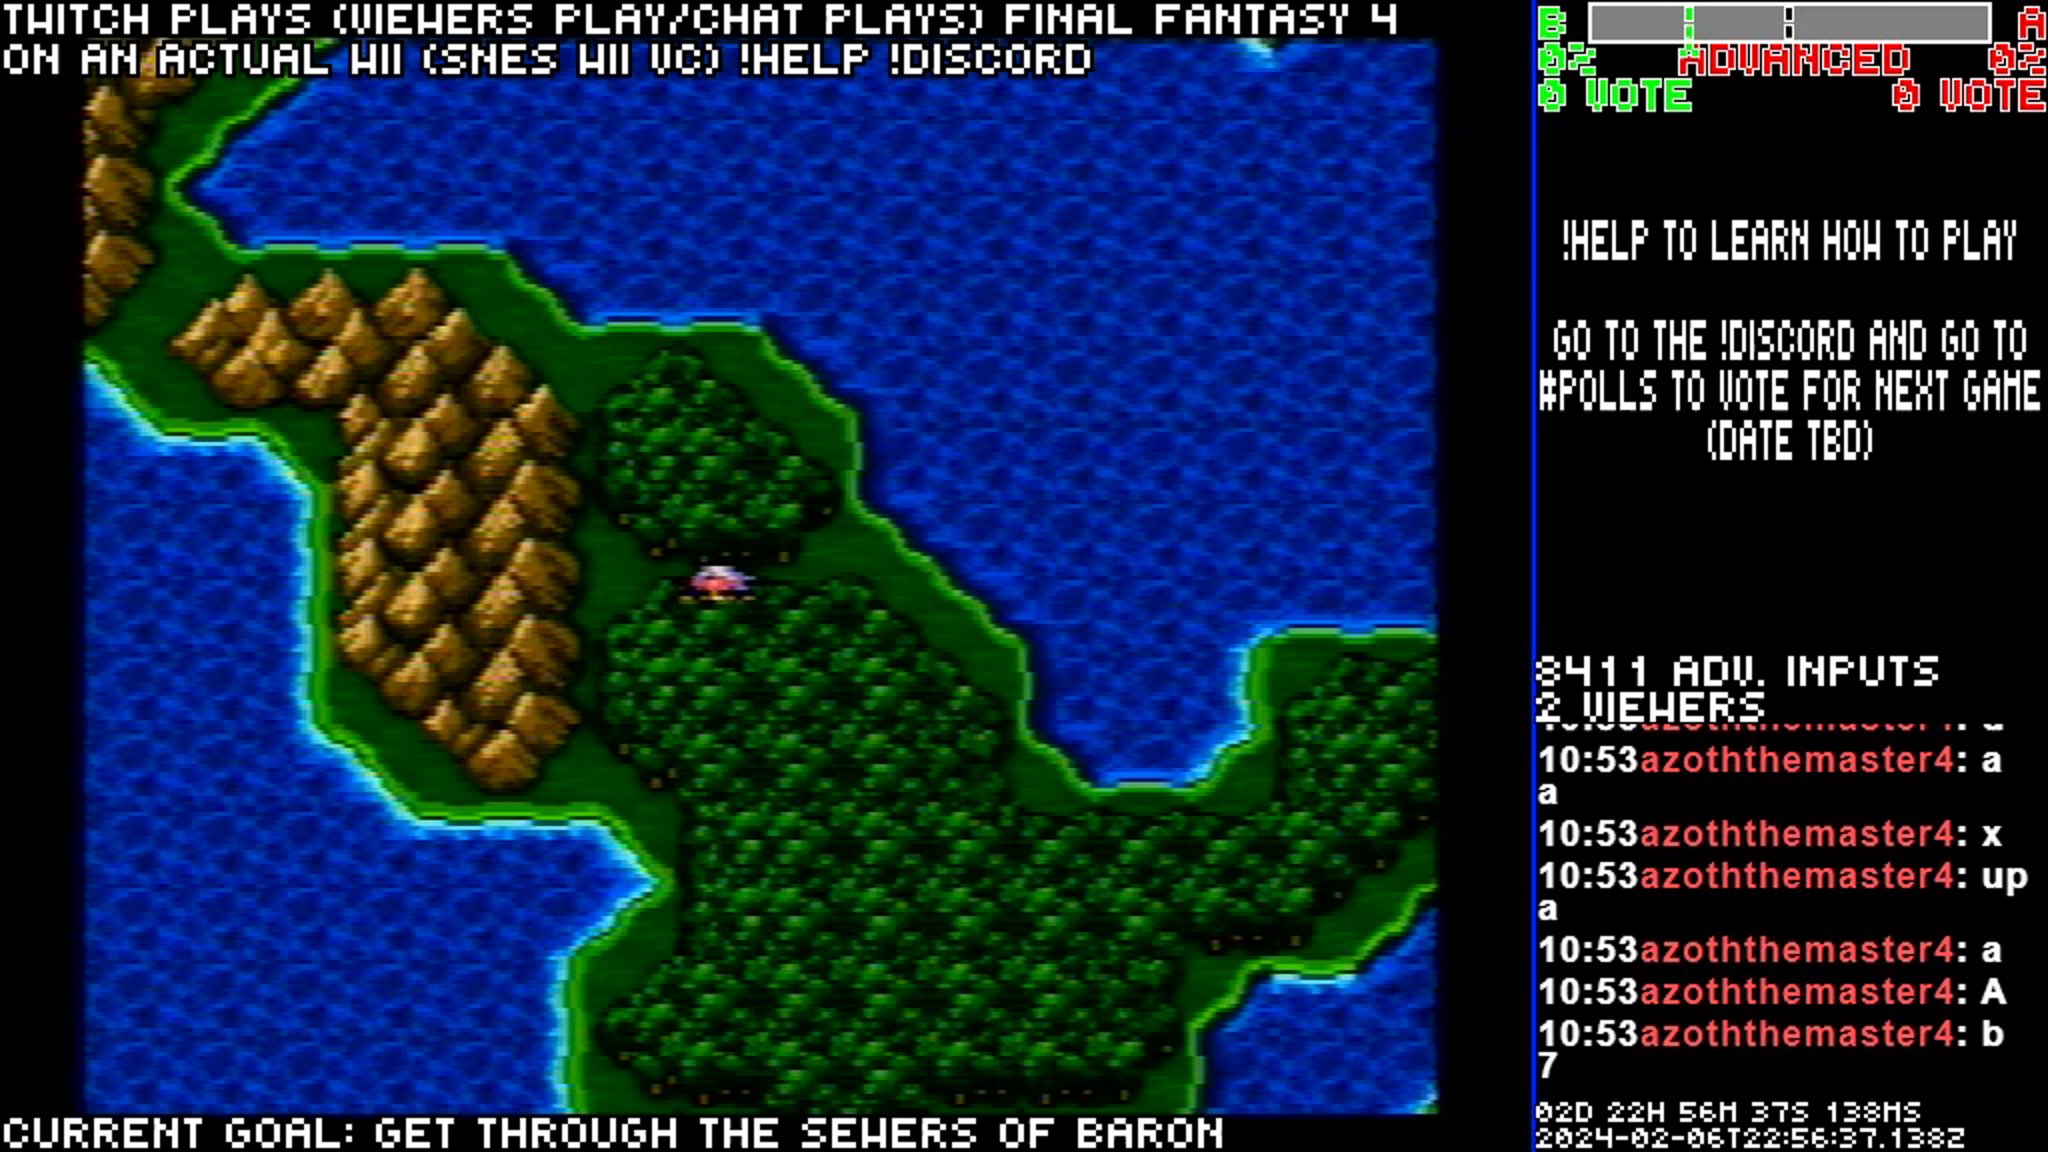 TWITCH PLAYS (VIEWERS PLAY/CHAT PLAYS) FINAL FANTASY 4
ON AN ACTUAL WII (SNES WII VC) !HELP !DISCORD
B A
0% ADVANCED 0%
0 VOTE 0 VOTE
!HELP TO LEARN HOW TO PLAY
GO TO THE !DISCORD AND GO TO
#POLLS TO VOTE FOR NEXT GAME
(DATE TBD)
8411 ADV. INPUTS
2 VIEWERS
10:53azoththemaster4: a
a
10:53azoththemaster4: x
10:53azoththemaster4: up
a
10:53azoththemaster4: a
10:53azoththemaster4: A
10:53azoththemaster4: b
7
02D 22H 56M 37S 138MS
2024-02-06T22:56:37.138Z
CURRENT GOAL: GET THROUGH THE SEWERS OF BARON